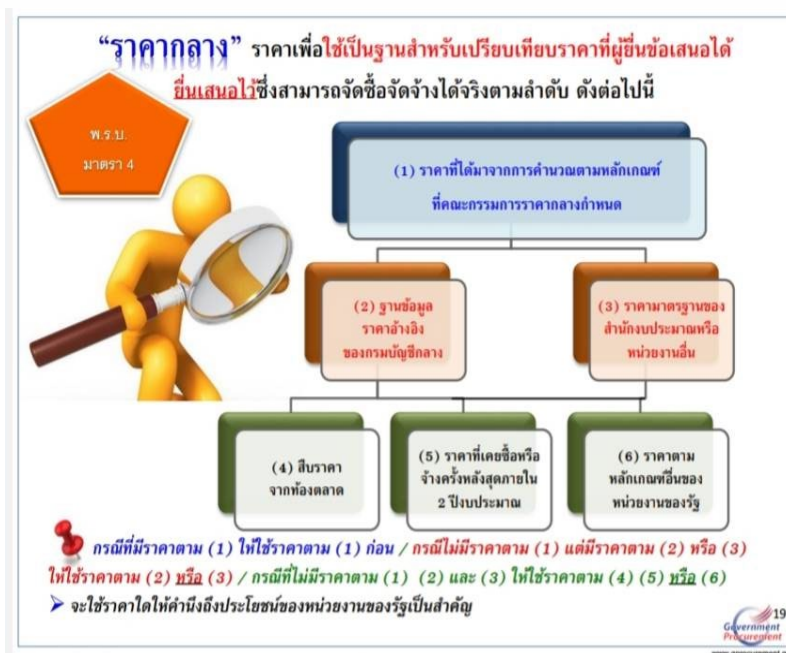 “ราคากลาง” ราคาเพื่อใช้เป็นฐานสำหรับเปรียบเทียบราคาที่ผู้ยื่นข้อเสนอได้
ยื่นเสนอไว้ซึ่งสามารถจัดซื้อจัดจ้างได้จริงตามลำดับ ดังต่อไปนี้
พ.ร.บ.
มาตรา 4
(1) ราคาที่ได้มาจากการคำนวณตามหลักเกณฑ์
ที่คณะกรรมการราคากลางกำหนด
(2) ฐานข้อมูล
ราคาอ้างอิง
ของกรมบัญชีกลาง
(3) ราคามาตรฐานของ
สำนักงบประมาณหรือ
หน่วยงานอื่น
(4) สืบราคา
จากท้องตลาด
(5) ราคาที่เคยซื้อหรือ
จ้างครั้งหลังสุดภายใน
2 ปีงบประมาณ
(6) ราคาตาม
หลักเกณฑ์อื่นของ
หน่วยงานของรัฐ
กรณีที่มีราคาตาม (1) ให้ใช้ราคาตาม (1) ก่อน / กรณีไม่มีราคาตาม (1) แต่มีราคาตาม (2) หรือ (3)
ให้ใช้ราคาตาม (2) หรือ (3) / กรณีที่ไม่มีราคาตาม (1) (2) และ (3) ให้ใช้ราคาตาม (4) (5) หรือ (6)
จะใช้ราคาใดให้คำนึงถึงประโยชน์ของหน่วยงานของรัฐเป็นสำคัญ
19
Government
Procurement